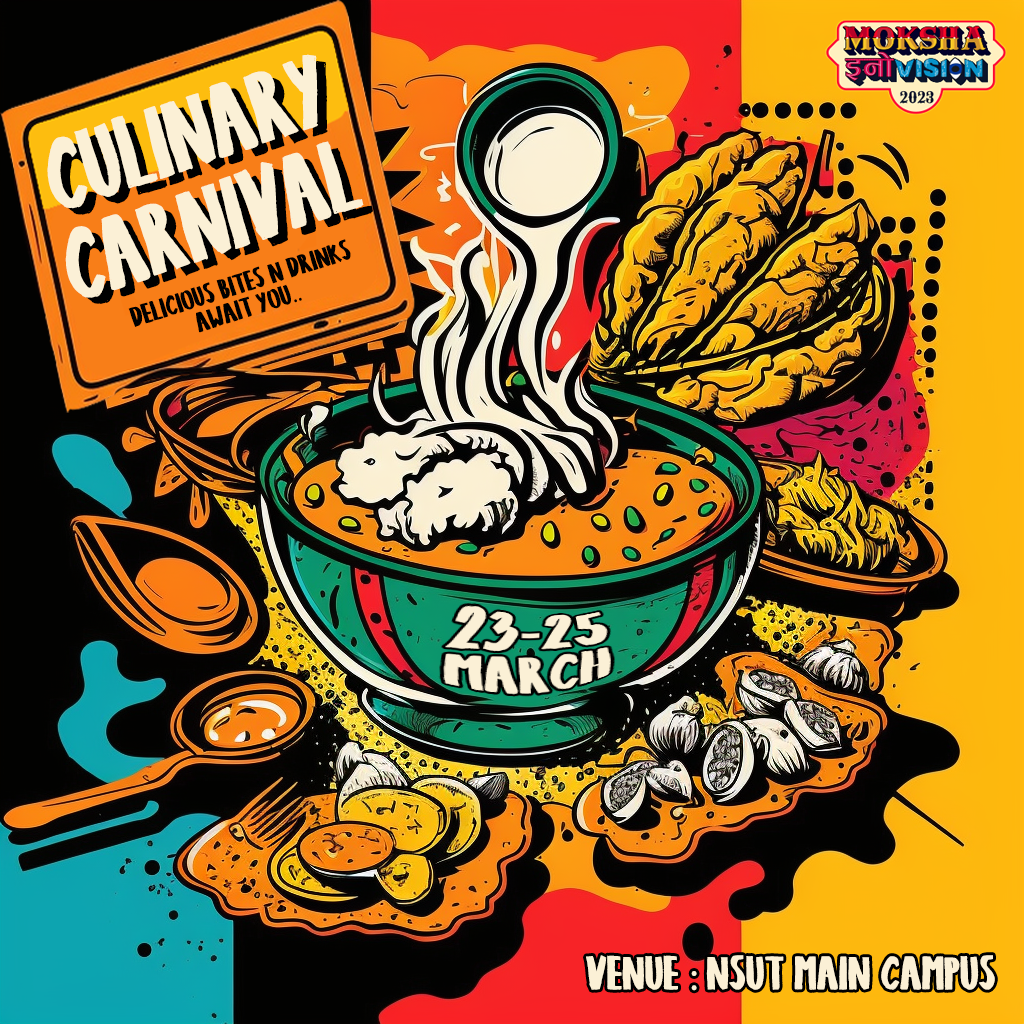 CULINARY
CARNIVAL
DELICIOUS BITES N DRINKS
AWAIT YOU..
MOKSHA
इनोVISION
2023
23-25
MARCH
VENUE : NSUT MAIN CAMPUS